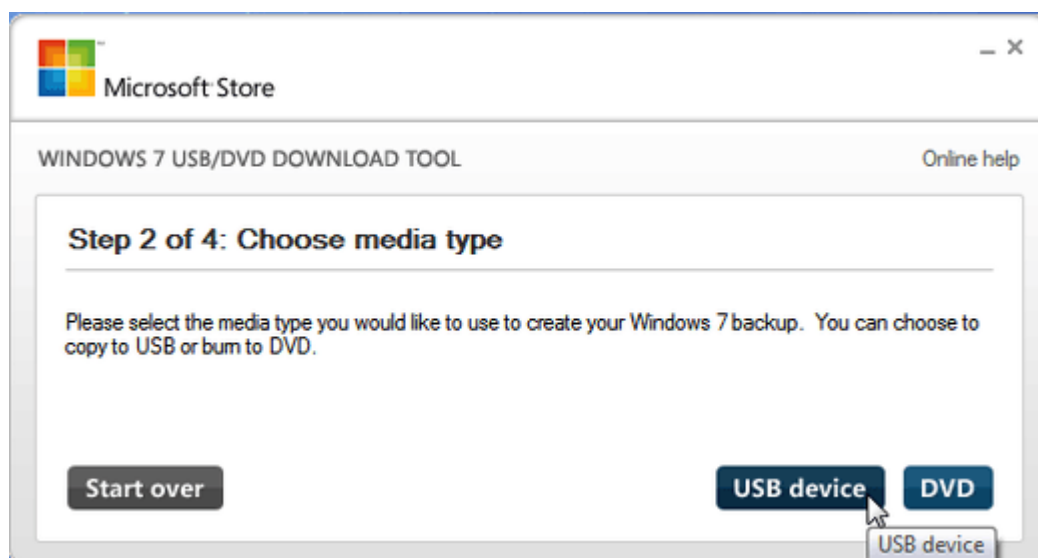 Microsoft Store
WINDOWS 7 USB/DVD DOWNLOAD TOOL
Online help
Step 2 of 4: Choose media type
Please select the media type you would like to use to create your Windows 7 backup. You can choose to
copy to USB or burn to DVD.
Start over
USB device
DVD
USB device